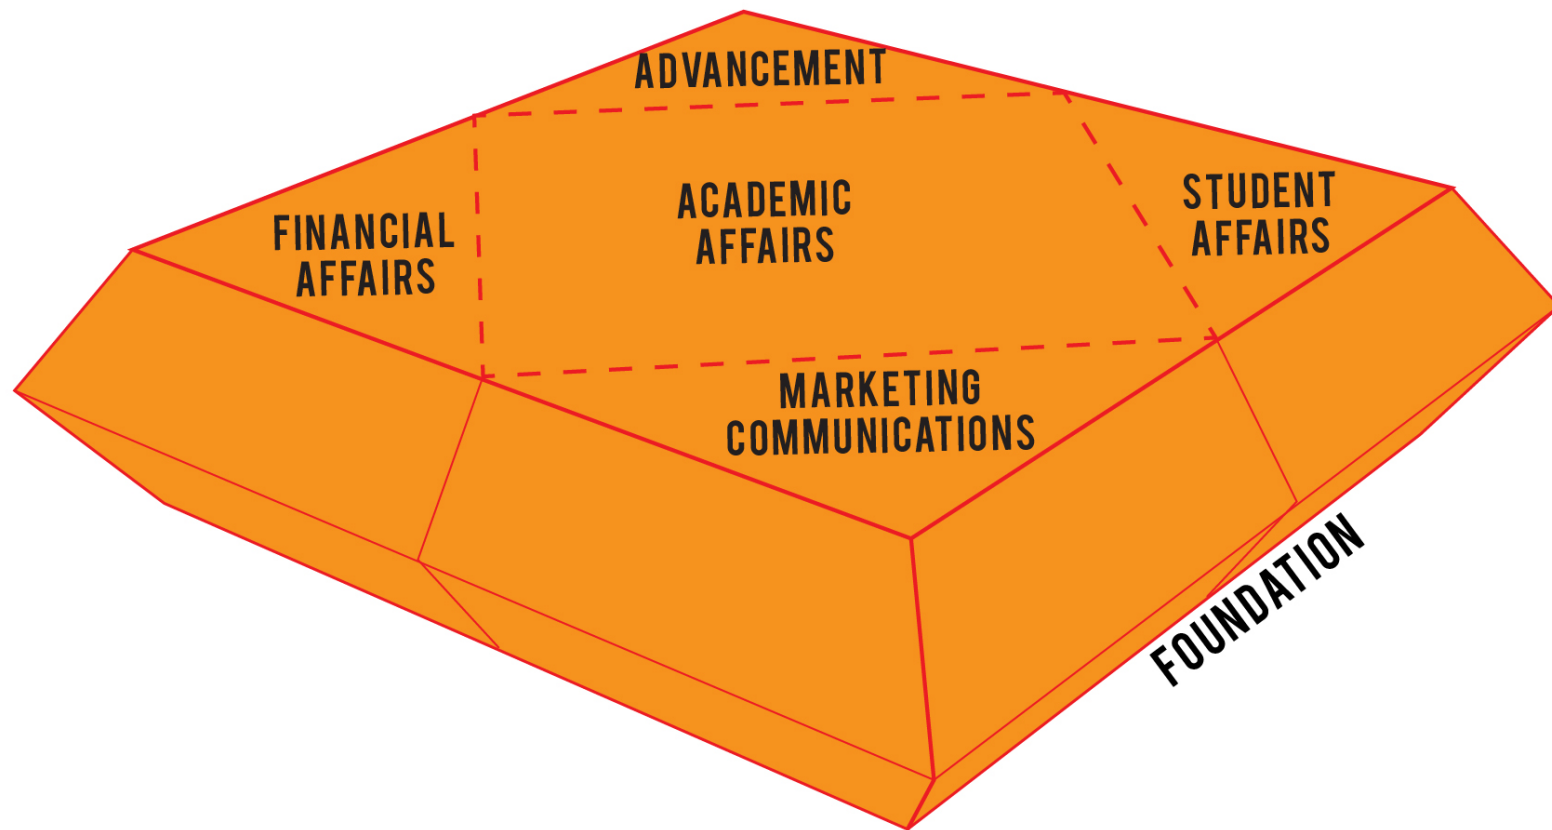 ADVANCEMENT
FINANCIAL
AFFAIRS
ACADEMIC
AFFAIRS
STUDENT
AFFAIRS
MARKETING
COMMUNICATIONS
FOUNDATION